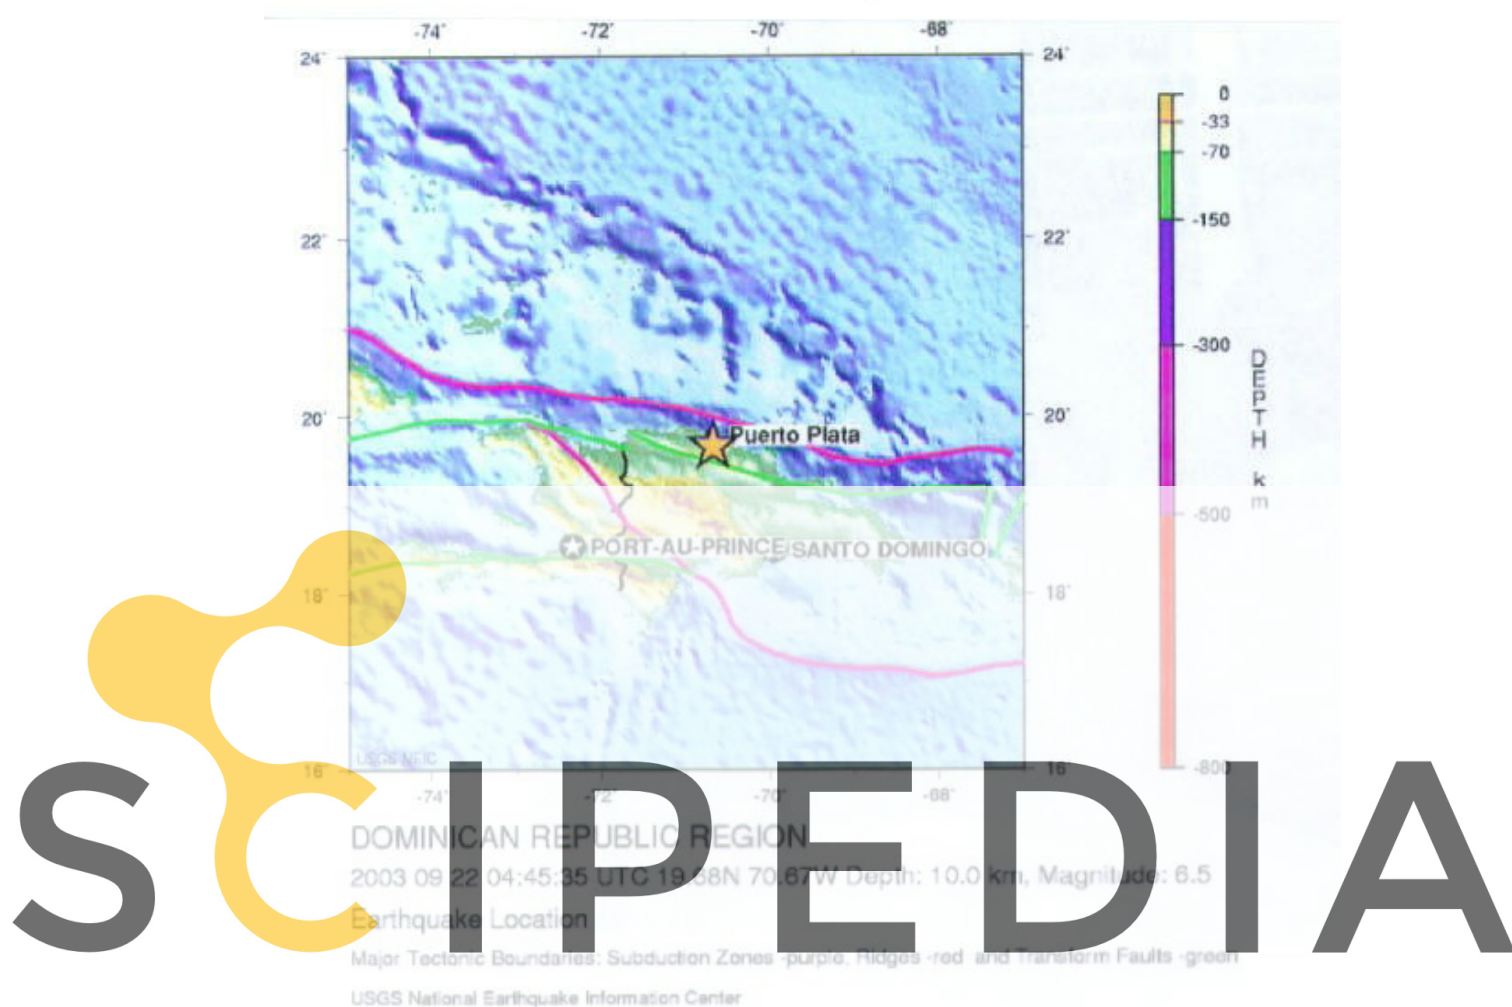 -74° -72° -70° -68°
24° 24°
22° 22°
20° 20°
18° 18°
16° 16°
-74° -72° -70° -68°
Puerto Plata
PORT-AU-PRINCE SANTO DOMINGO
USGS NEIC
0
-33
-70
-150
-300
-500
-800
DEPTH km
SCIPEDIA
DOMINICAN REPUBLIC REGION
2003 09 22 04:45:35 UTC 19.68N 70.67W Depth: 10.0 km, Magnitude: 6.5
Earthquake Location
Major Tectonic Boundaries: Subduction Zones -purple, Ridges -red and Transform Faults -green
USGS National Earthquake Information Center